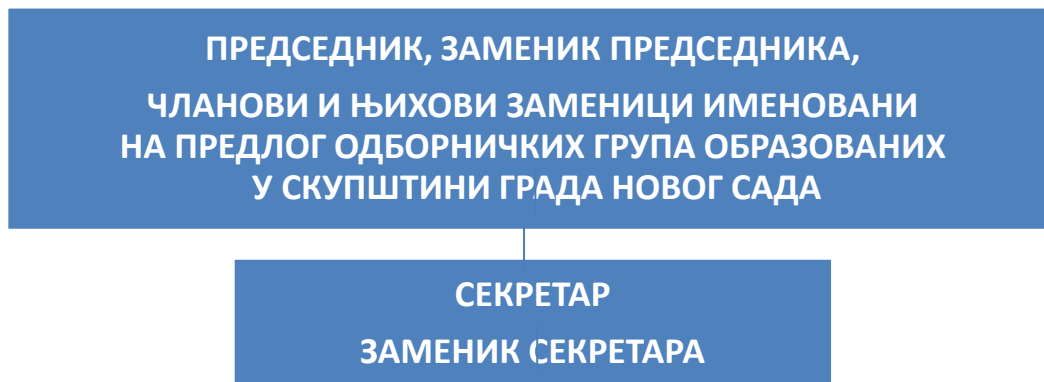 ПРЕДСЕДНИК, ЗАМЕНИК ПРЕДСЕДНИКА,
ЧЛАНОВИ И ЊИХОВИ ЗАМЕНИЦИ ИМЕНОВАНИ
НА ПРЕДЛОГ ОДБОРНИЧКИХ ГРУПА ОБРАЗОВАНИХ
У СКУПШТИНИ ГРАДА НОВОГ САДА
СЕКРЕТАР
ЗАМЕНИК СЕКРЕТАРА